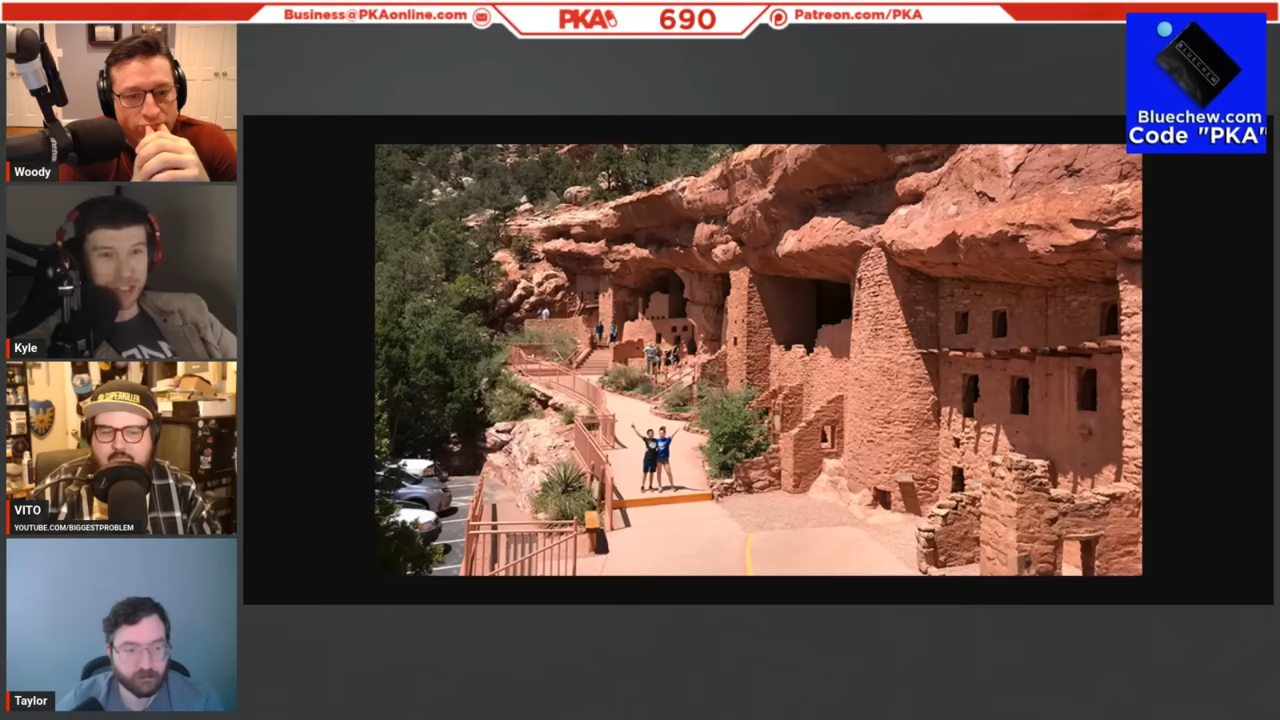 Business@PKAonline.com
PKA
690
Patreon.com/PKA
BLUECHEW
Bluechew.com
Code "PKA"
Woody
Kyle
SUPERKILLER
VITO
YOUTUBE.COM/BIGGESTPROBLEM
Taylor